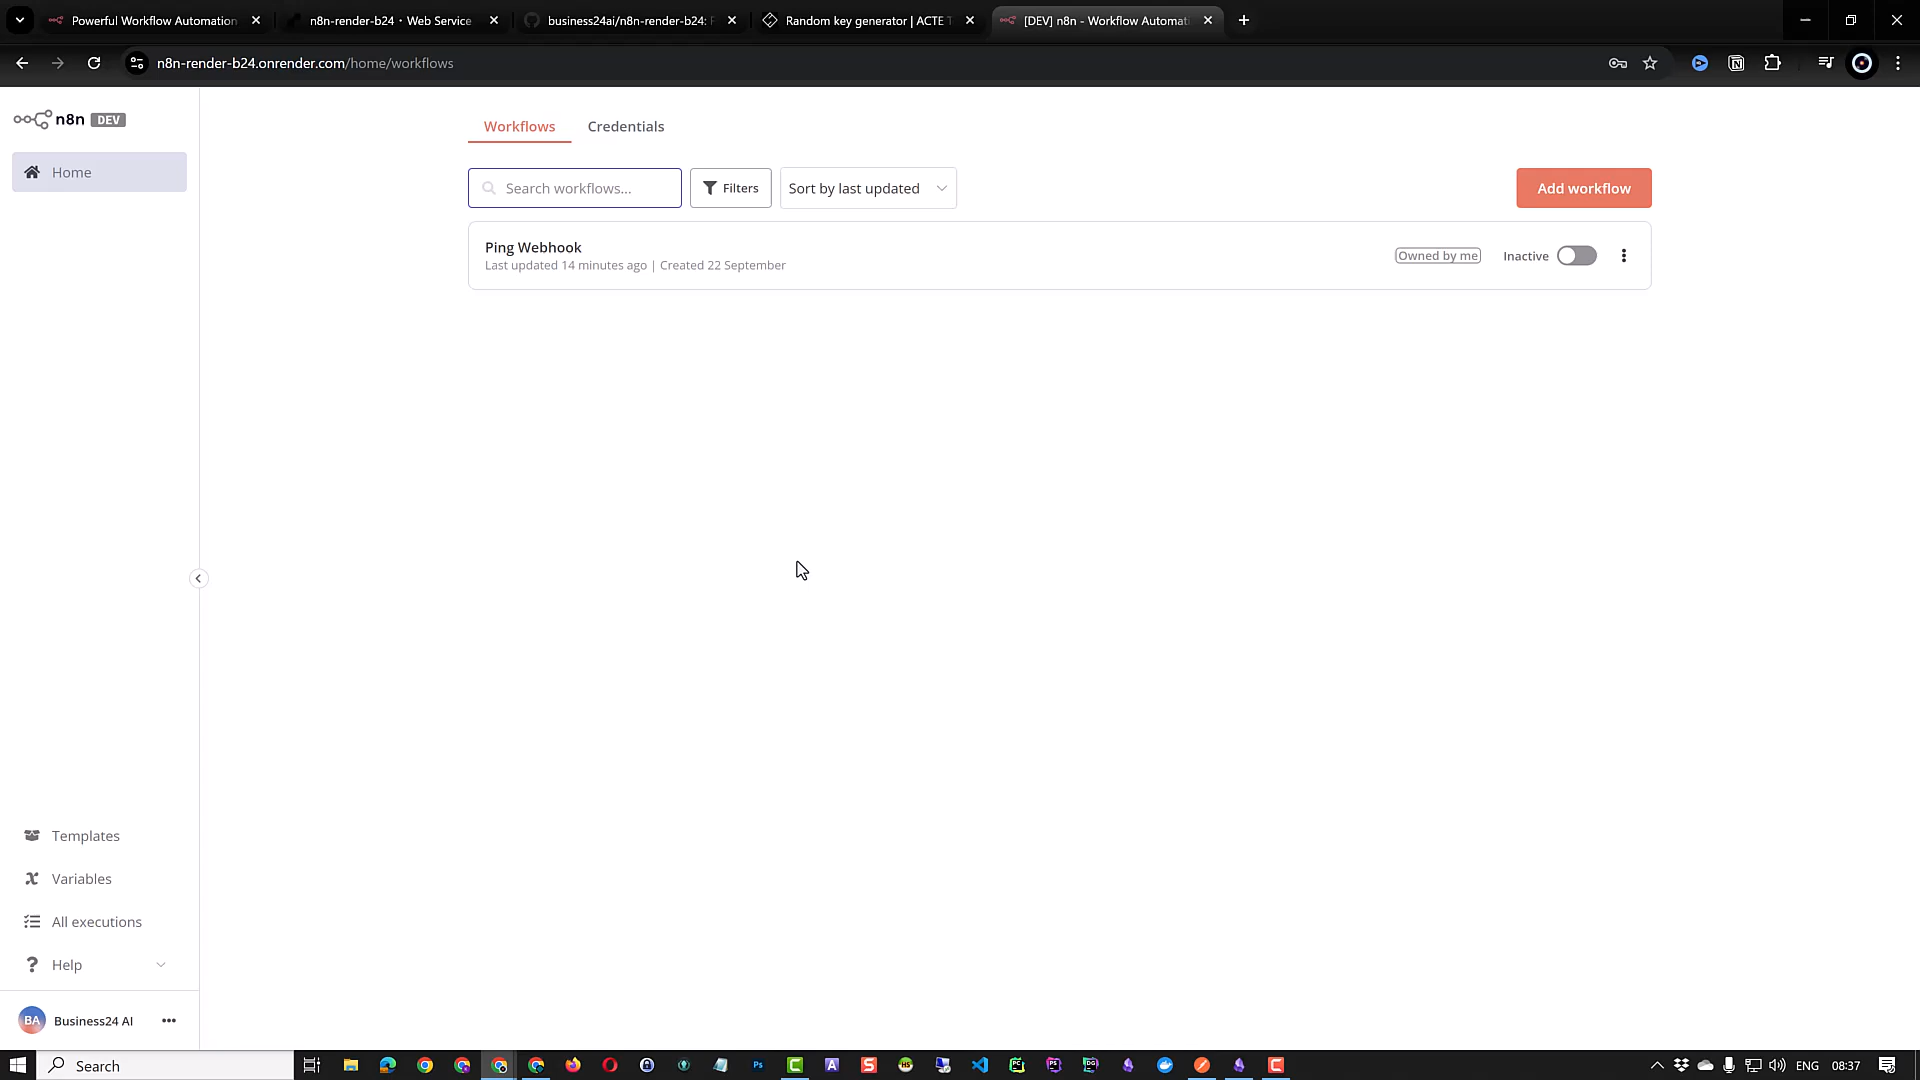 Powerful Workflow Automation
n8n-render-b24 · Web Service
business24ai/n8n-render-b24: F
Random key generator | ACTE T
[DEV] n8n - Workflow Automati
n8n-render-b24.onrender.com/home/workflows
n8n DEV
Home
Workflows
Credentials
Search workflows...
Filters
Sort by last updated
Add workflow
Ping Webhook
Last updated 14 minutes ago | Created 22 September
Owned by me
Inactive
Templates
Variables
All executions
Help
BA
Business24 AI
Search
ENG
08:37